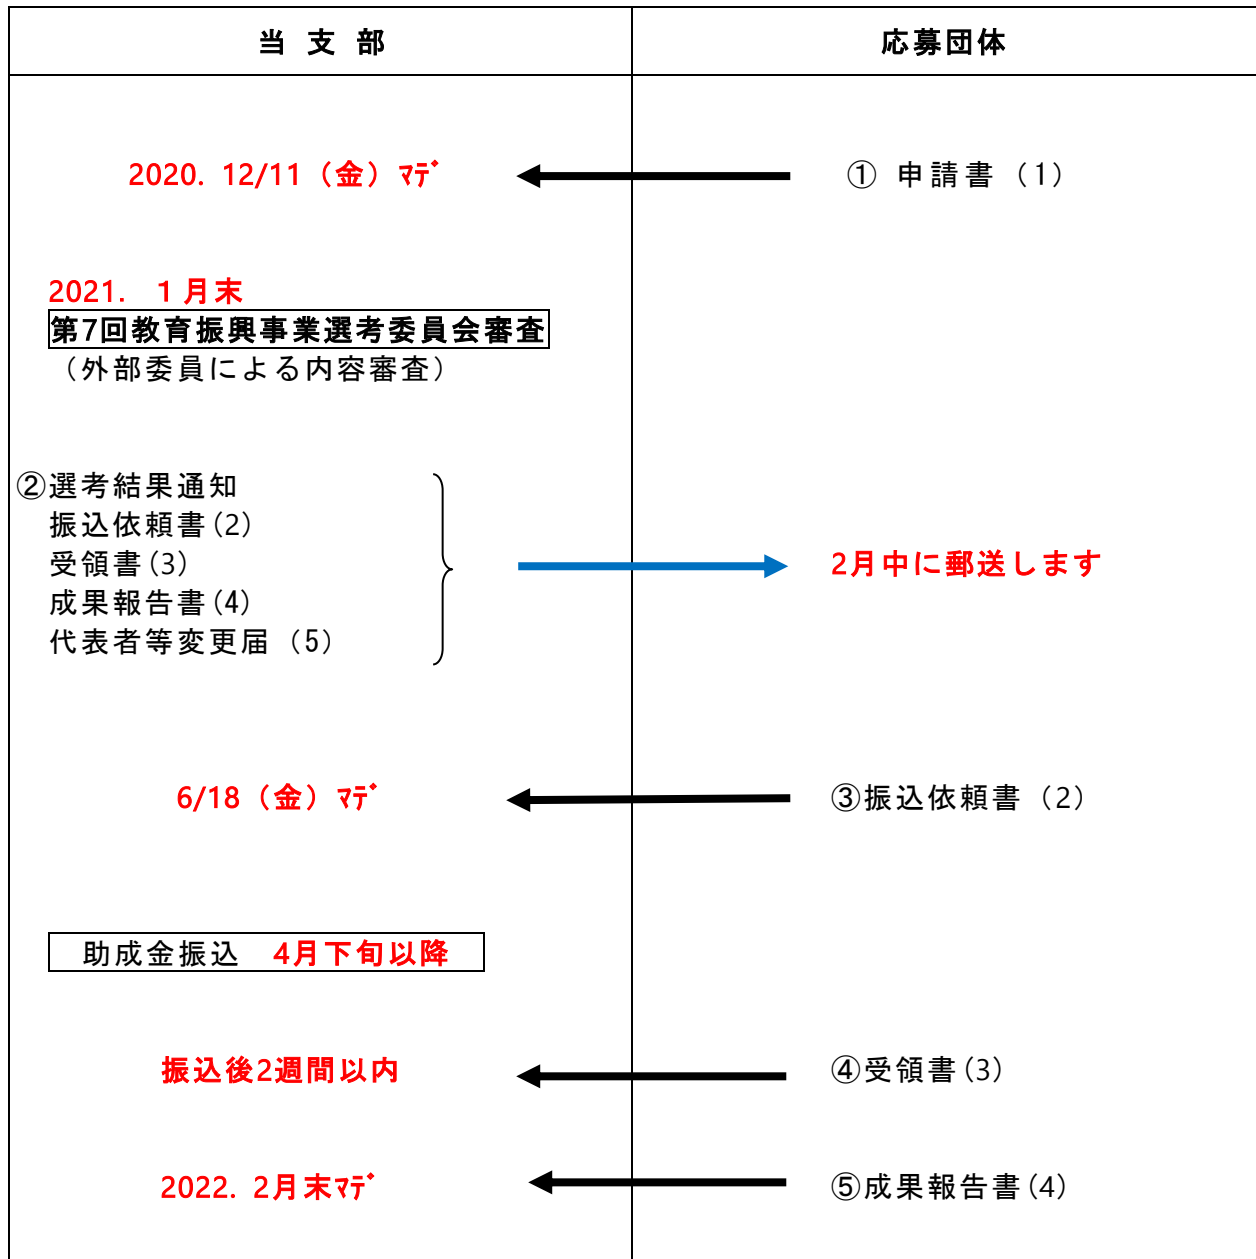 当 支 部
応募団体
2020. 12/11（金）ﾏﾃﾞ
① 申請書（1）
2021. 1月末
第7回教育振興事業選考委員会審査
（外部委員による内容審査）
②選考結果通知
振込依頼書(2)
受領書(3)
成果報告書(4)
代表者等変更届（5）
2月中に郵送します
6/18（金）ﾏﾃﾞ
③振込依頼書（2）
助成金振込 4月下旬以降
振込後2週間以内
④受領書(3)
2022. 2月末ﾏﾃﾞ
⑤成果報告書(4)